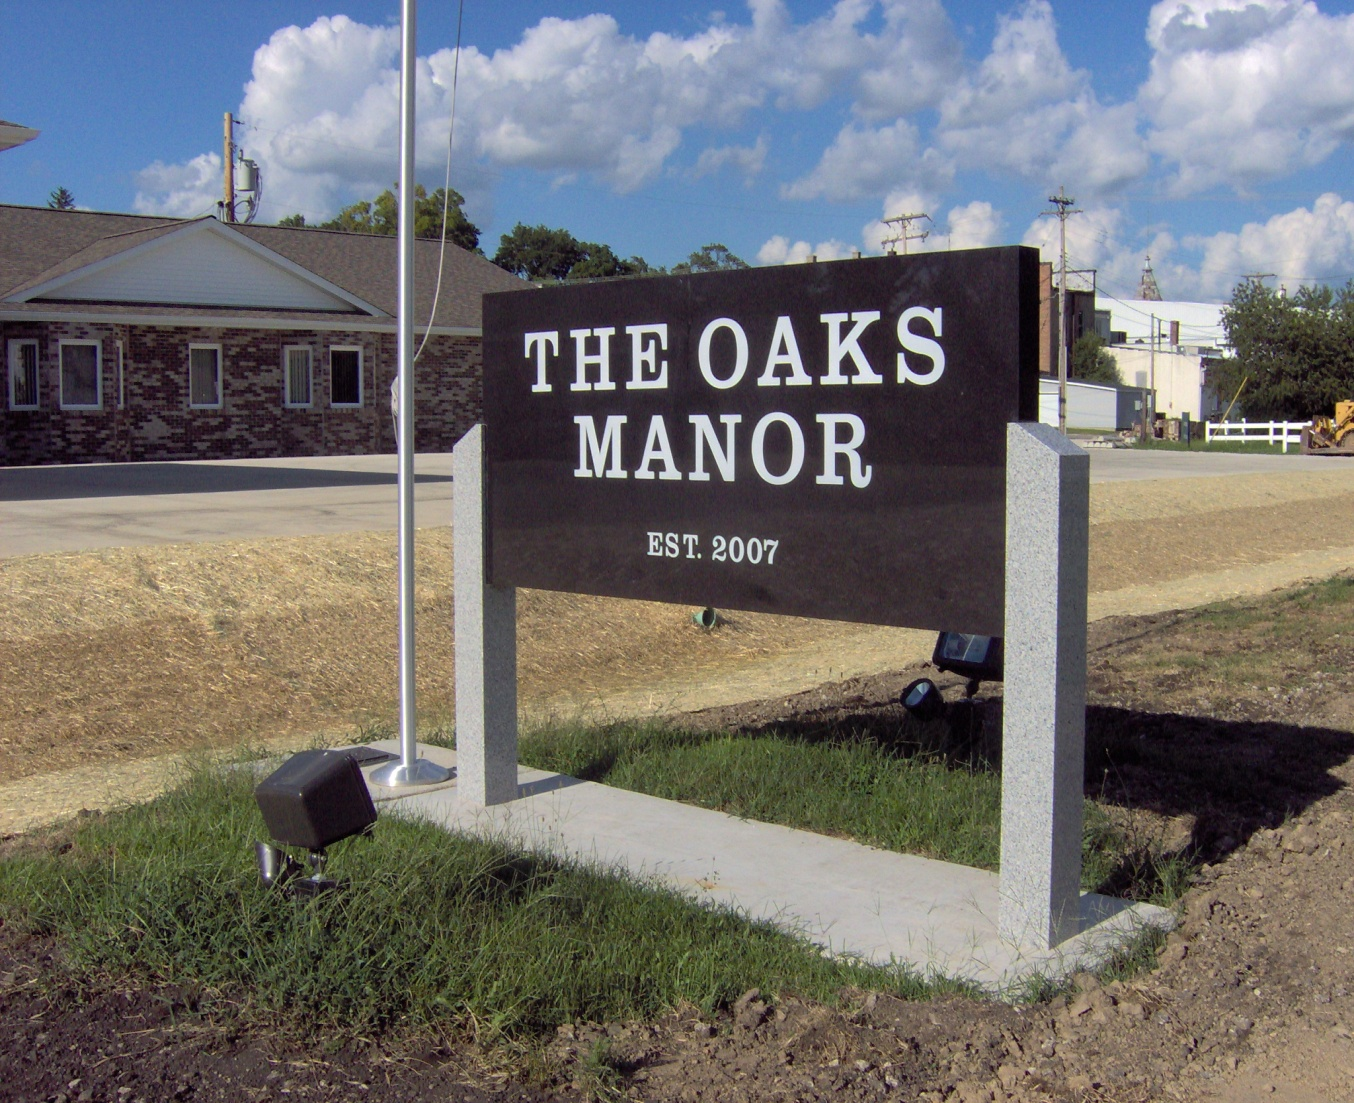 THE OAKS
MANOR
EST. 2007